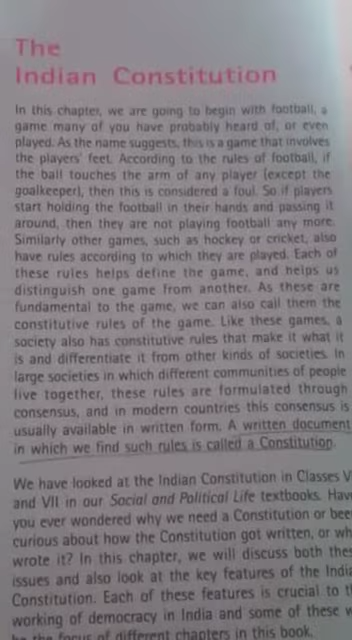 The
Indian Constitution
In this chapter, we are going to begin with football, a
game many of you have probably heard of, or even
played. As the name suggests, this is a game that involves
the players' feet. According to the rules of football, if
the ball touches the arm of any player (except the
goalkeeper), then this is considered a foul. So if players
start holding the football in their hands and passing it
around, then they are not playing football any more.
Similarly other games, such as hockey or cricket, also
have rules according to which they are played. Each of
these rules helps define the game, and helps us
distinguish one game from another. As these are
fundamental to the game, we can also call them the
constitutive rules of the game. Like these games, a
society also has constitutive rules that make it what it
is and differentiate it from other kinds of societies. In
large societies in which different communities of people
live together, these rules are formulated through
consensus, and in modern countries this consensus is
usually available in written form. A written document
in which we find such rules is called a Constitution.
We have looked at the Indian Constitution in Classes V
and VII in our Social and Political Life textbooks. Hav
you ever wondered why we need a Constitution or bee
curious about how the Constitution got written, or wh
wrote it? In this chapter, we will discuss both thes
issues and also look at the key features of the India
Constitution. Each of these features is crucial to t
working of democracy in India and some of these w
be the focus of different chapters in this book.